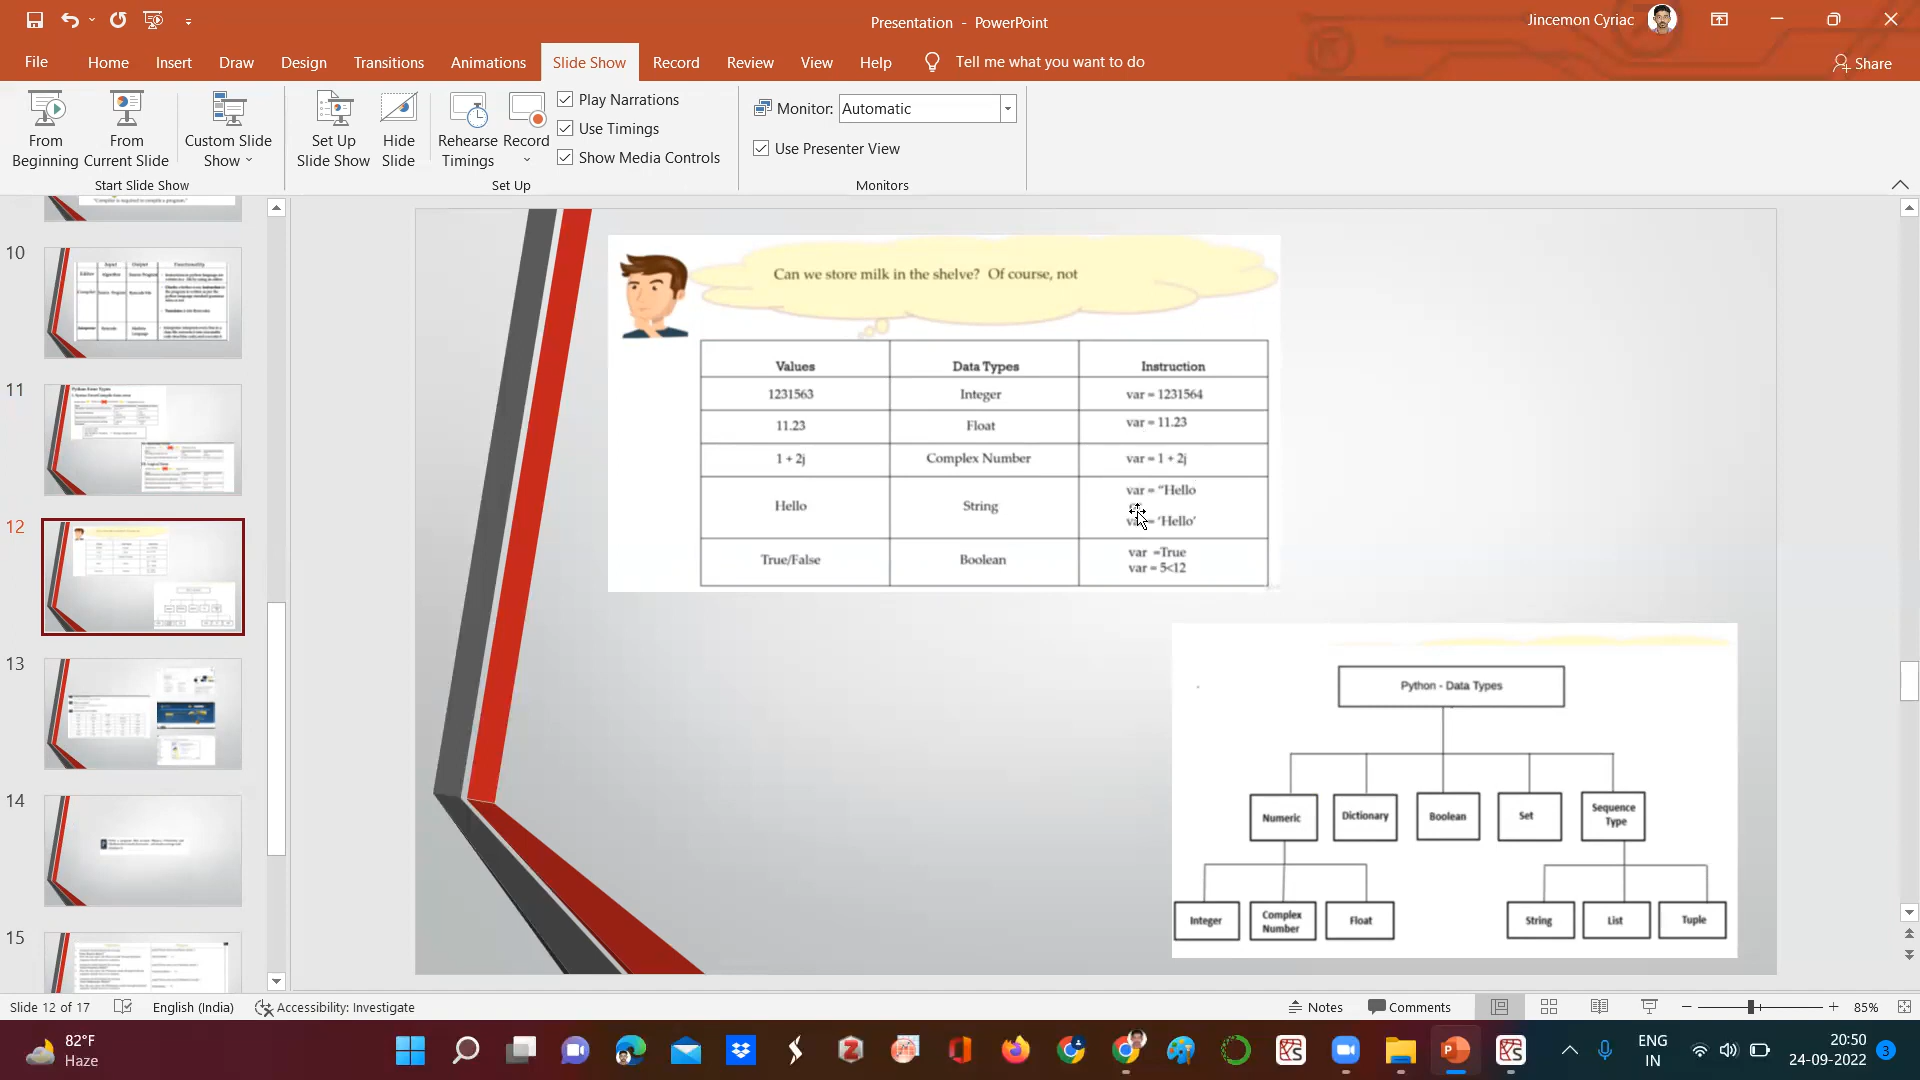 Presentation - PowerPoint
Jincemon Cyriac
File Home Insert Draw Design Transitions Animations Slide Show Record Review View Help Tell me what you want to do
Share
From Beginning
From Current Slide
Custom Slide Show
Set Up Slide Show
Hide Slide
Rehearse Timings
Record
Play Narrations
Use Timings
Show Media Controls
Monitor: Automatic
Use Presenter View
Start Slide Show
Set Up
Monitors
10
11
12
13
14
15
Can we store milk in the shelve? Of course, not
Values Data Types Instruction
1231563 Integer var = 1231564
11.23 Float var = 11.23
1 + 2j Complex Number var = 1 + 2j
Hello String var = "Hello
var = 'Hello'
True/False Boolean var =True
var = 5<12
Python - Data Types
Numeric Dictionary Boolean Set Sequence Type
Integer Complex Number Float String List Tuple
Slide 12 of 17 English (India) Accessibility: Investigate Notes Comments 85%
82°F
Haze
ENG
IN
20:50
24-09-2022
3